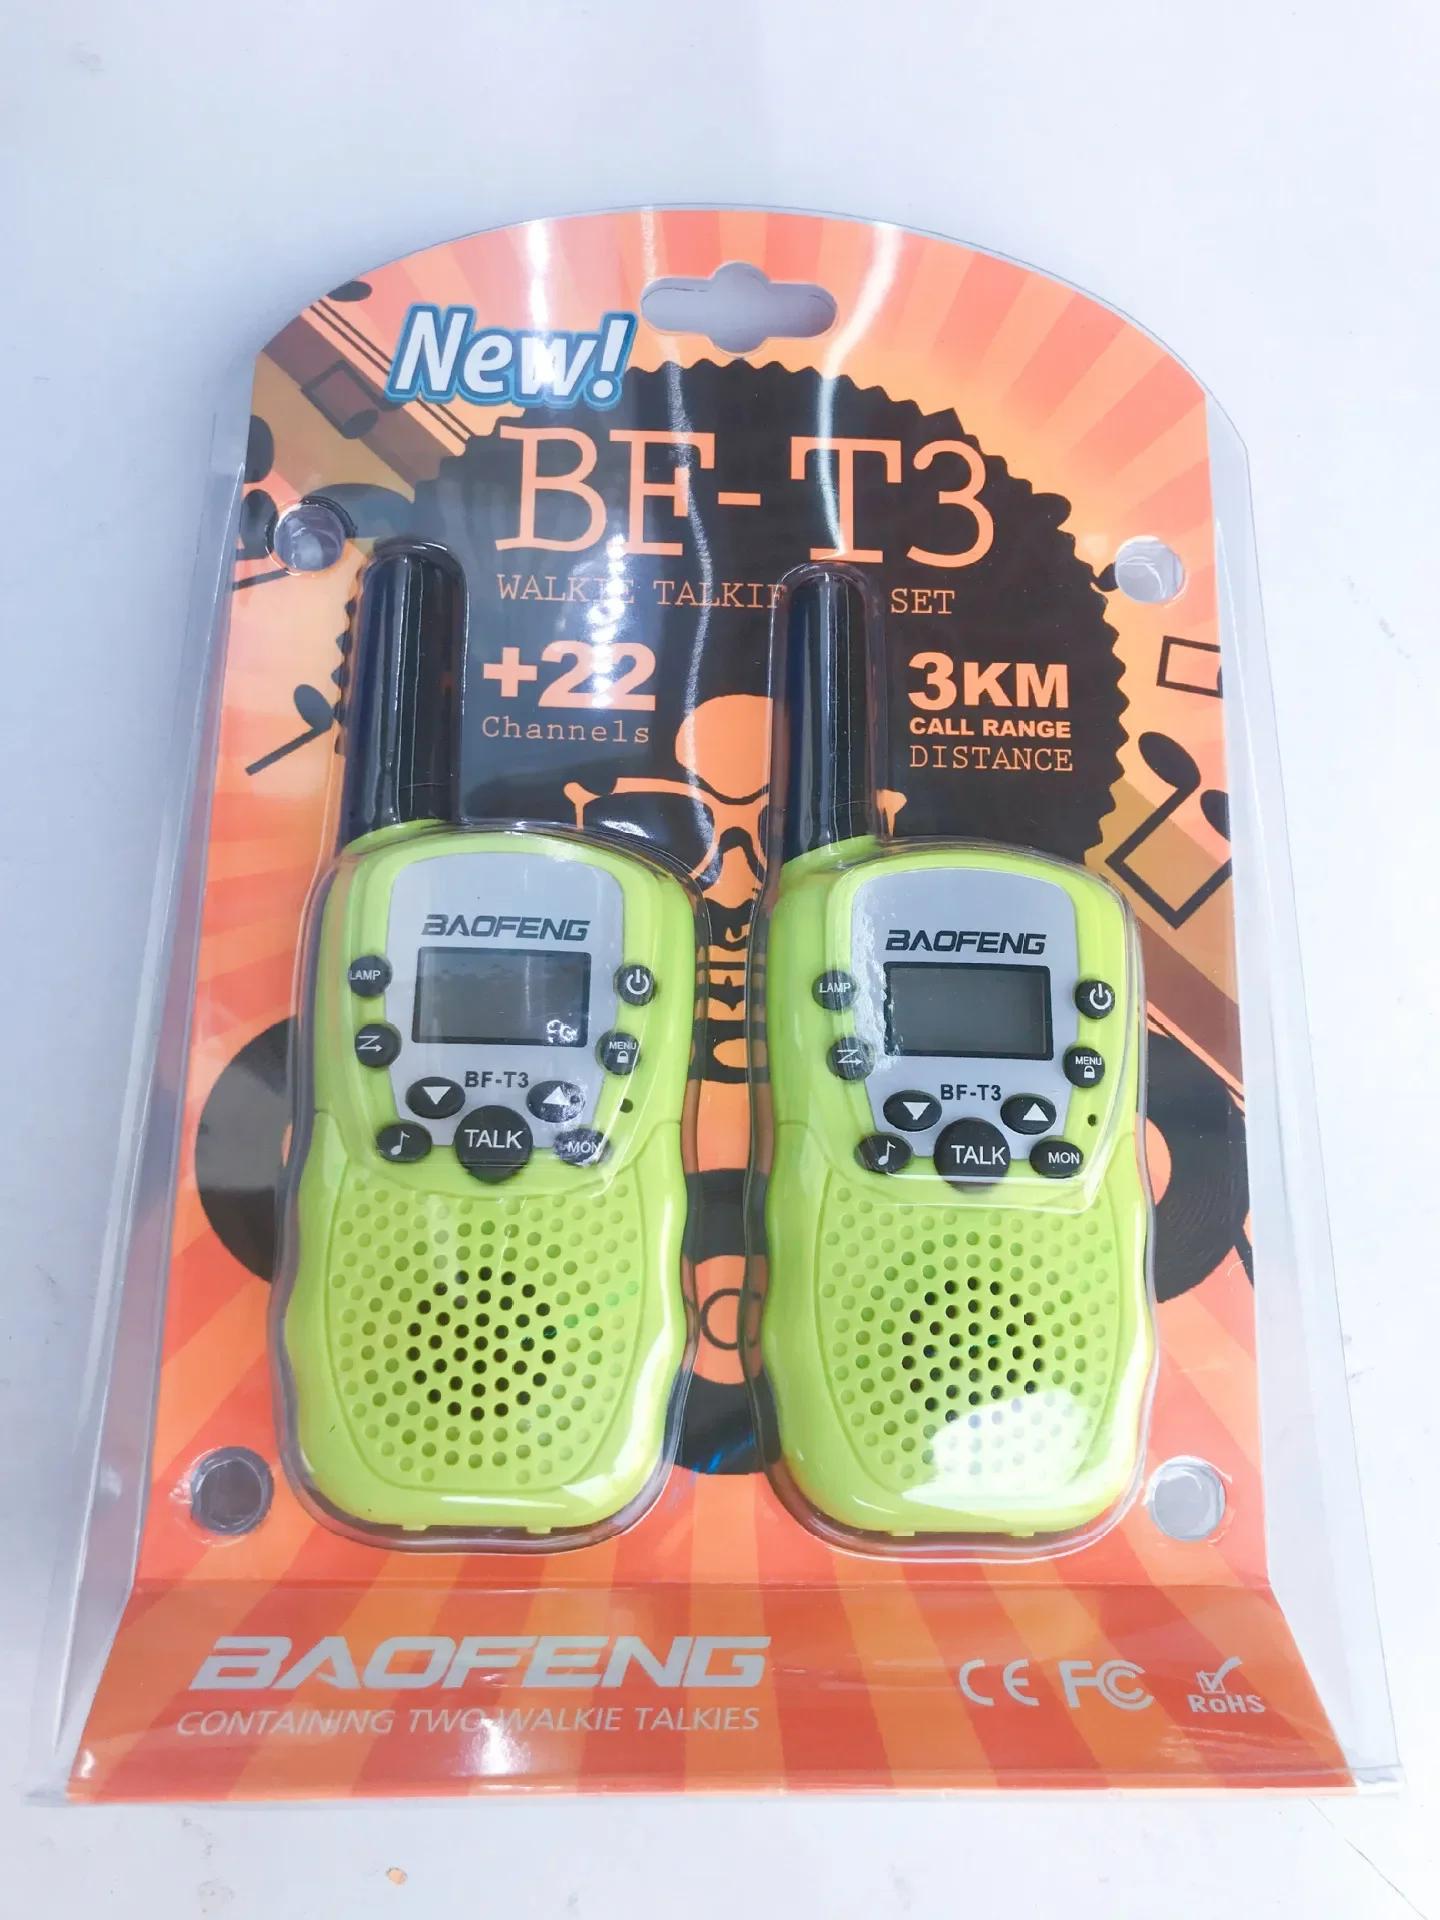 New!
BF-T3
WALKIE TALKIE SET
+22
Channels
3KM
CALL RANGE
DISTANCE
BAOFENG
LAMP
MENU
BF-T3
TALK
MON
BAOFENG
LAMP
MENU
BF-T3
TALK
MON
BAOFENG
CONTAINING TWO WALKIE TALKIES
CE FC RoHS